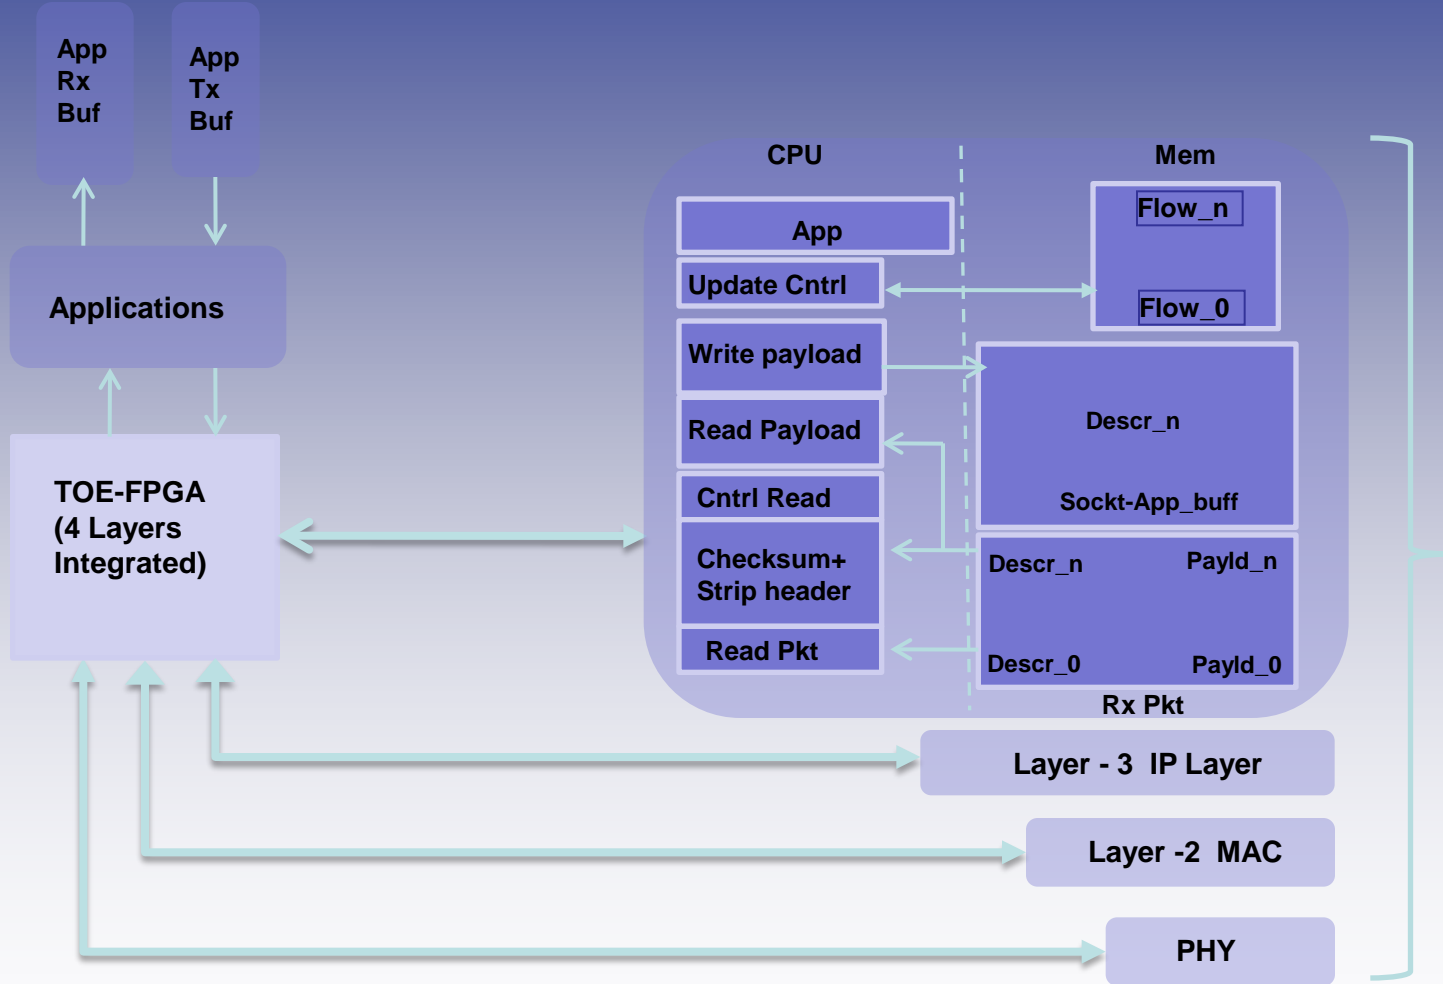 App
Rx
Buf
App
Tx
Buf
Applications
TOE-FPGA
(4 Layers
Integrated)
CPU
Mem
App
Update Cntrl
Write payload
Read Payload
Cntrl Read
Checksum+
Strip header
Read Pkt
Flow_n
Flow_0
Descr_n
Sockt-App_buff
Descr_n
Payld_n
Descr_0
Payld_0
Rx Pkt
Layer - 3 IP Layer
Layer -2 MAC
PHY